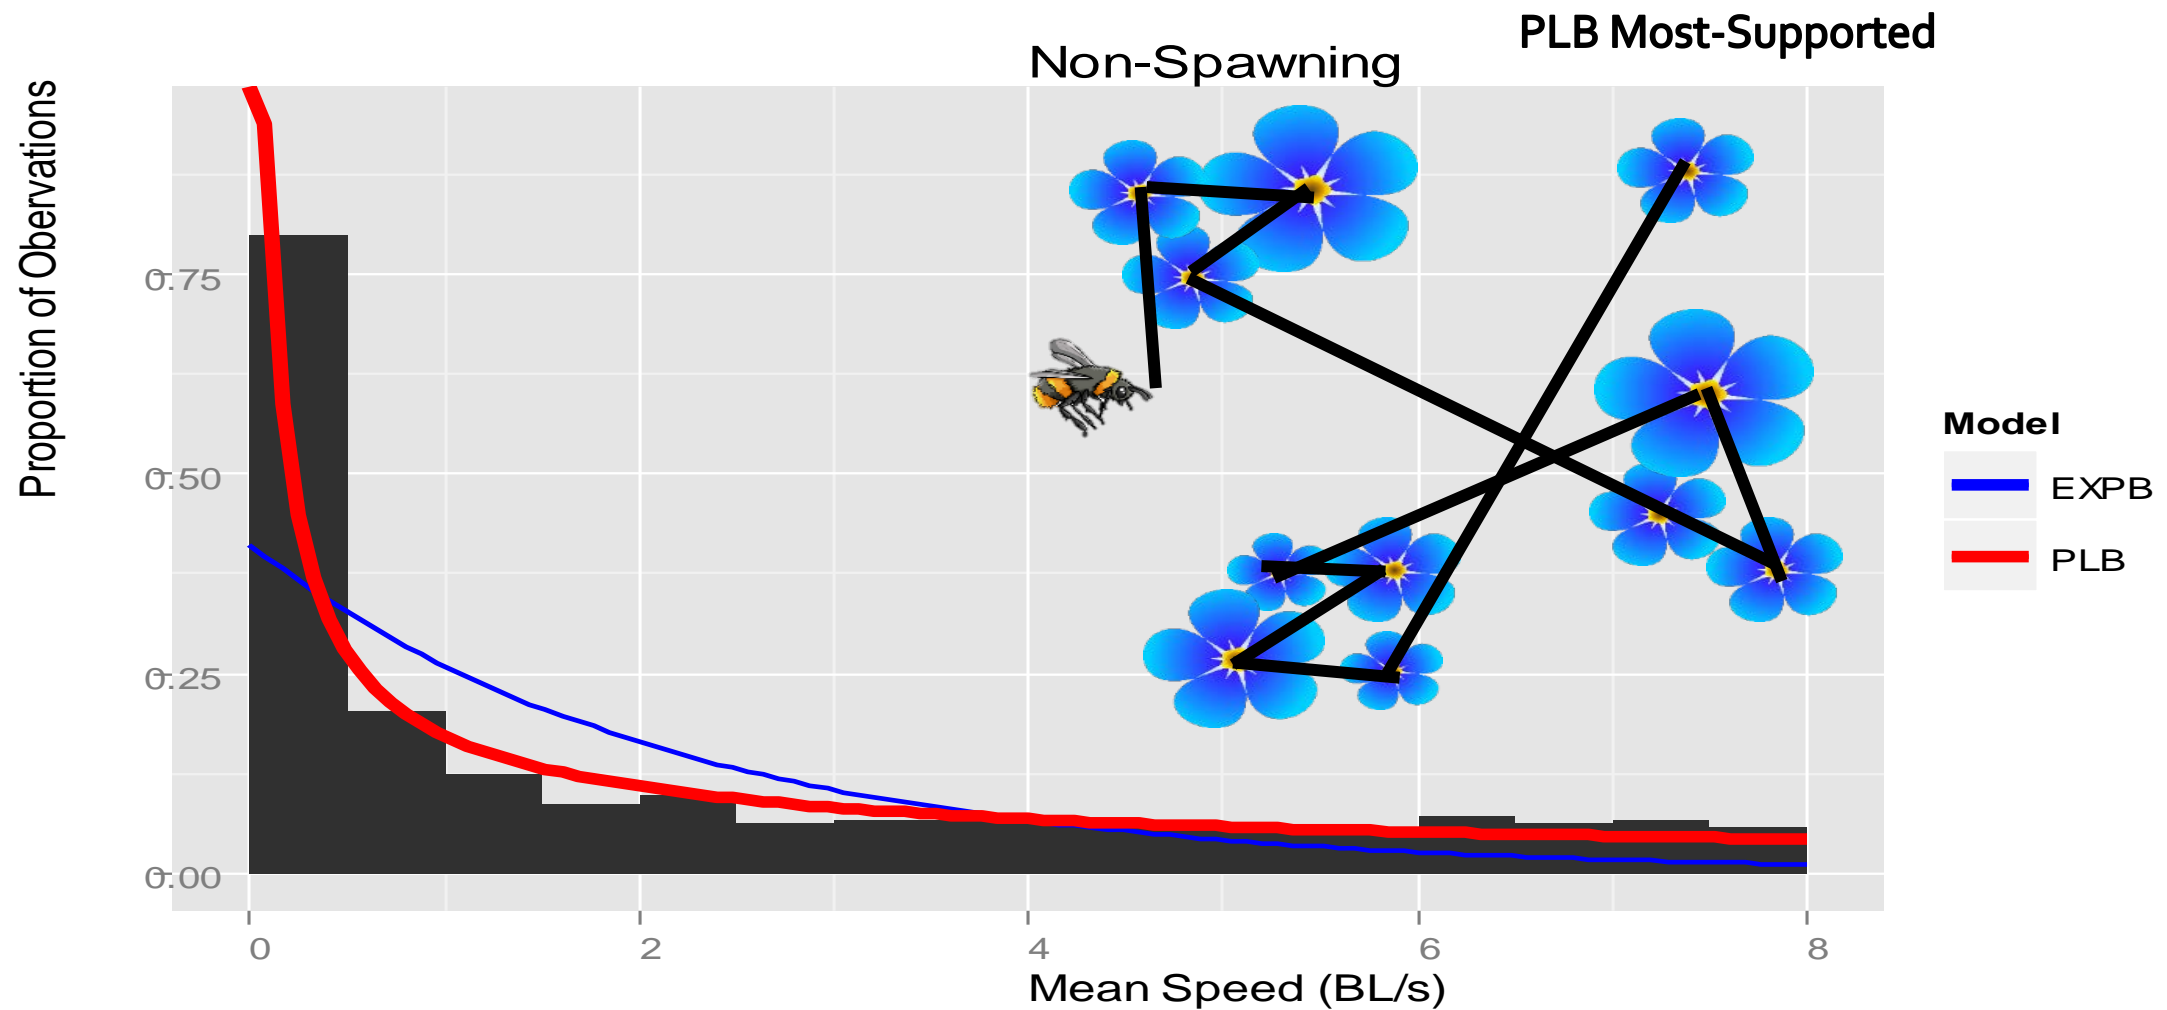 PLB Most-Supported
Non-Spawning
Proportion of Obervations
0.75
0.50
0.25
0.00
0 2 4 6 8
Mean Speed (BL/s)
Model
EXPB
PLB